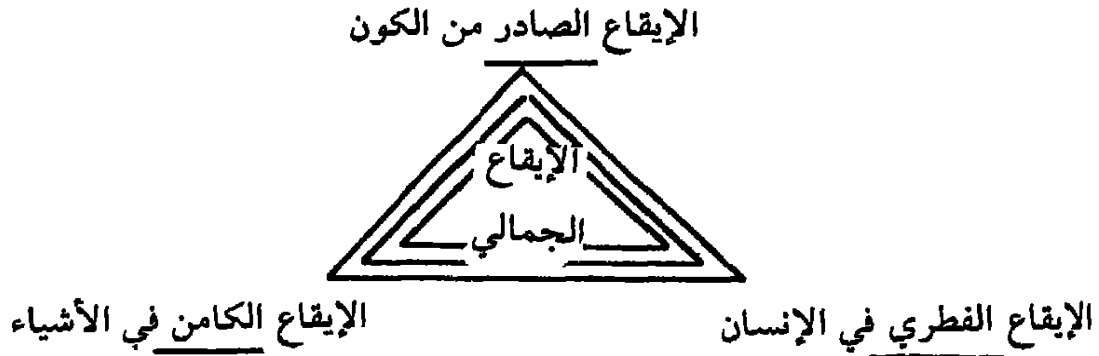 الإيقاع الصادر من الكون
الإيقاع
الجمالي
الإيقاع الفطري في الإنسان
الإيقاع الكامن في الأشياء